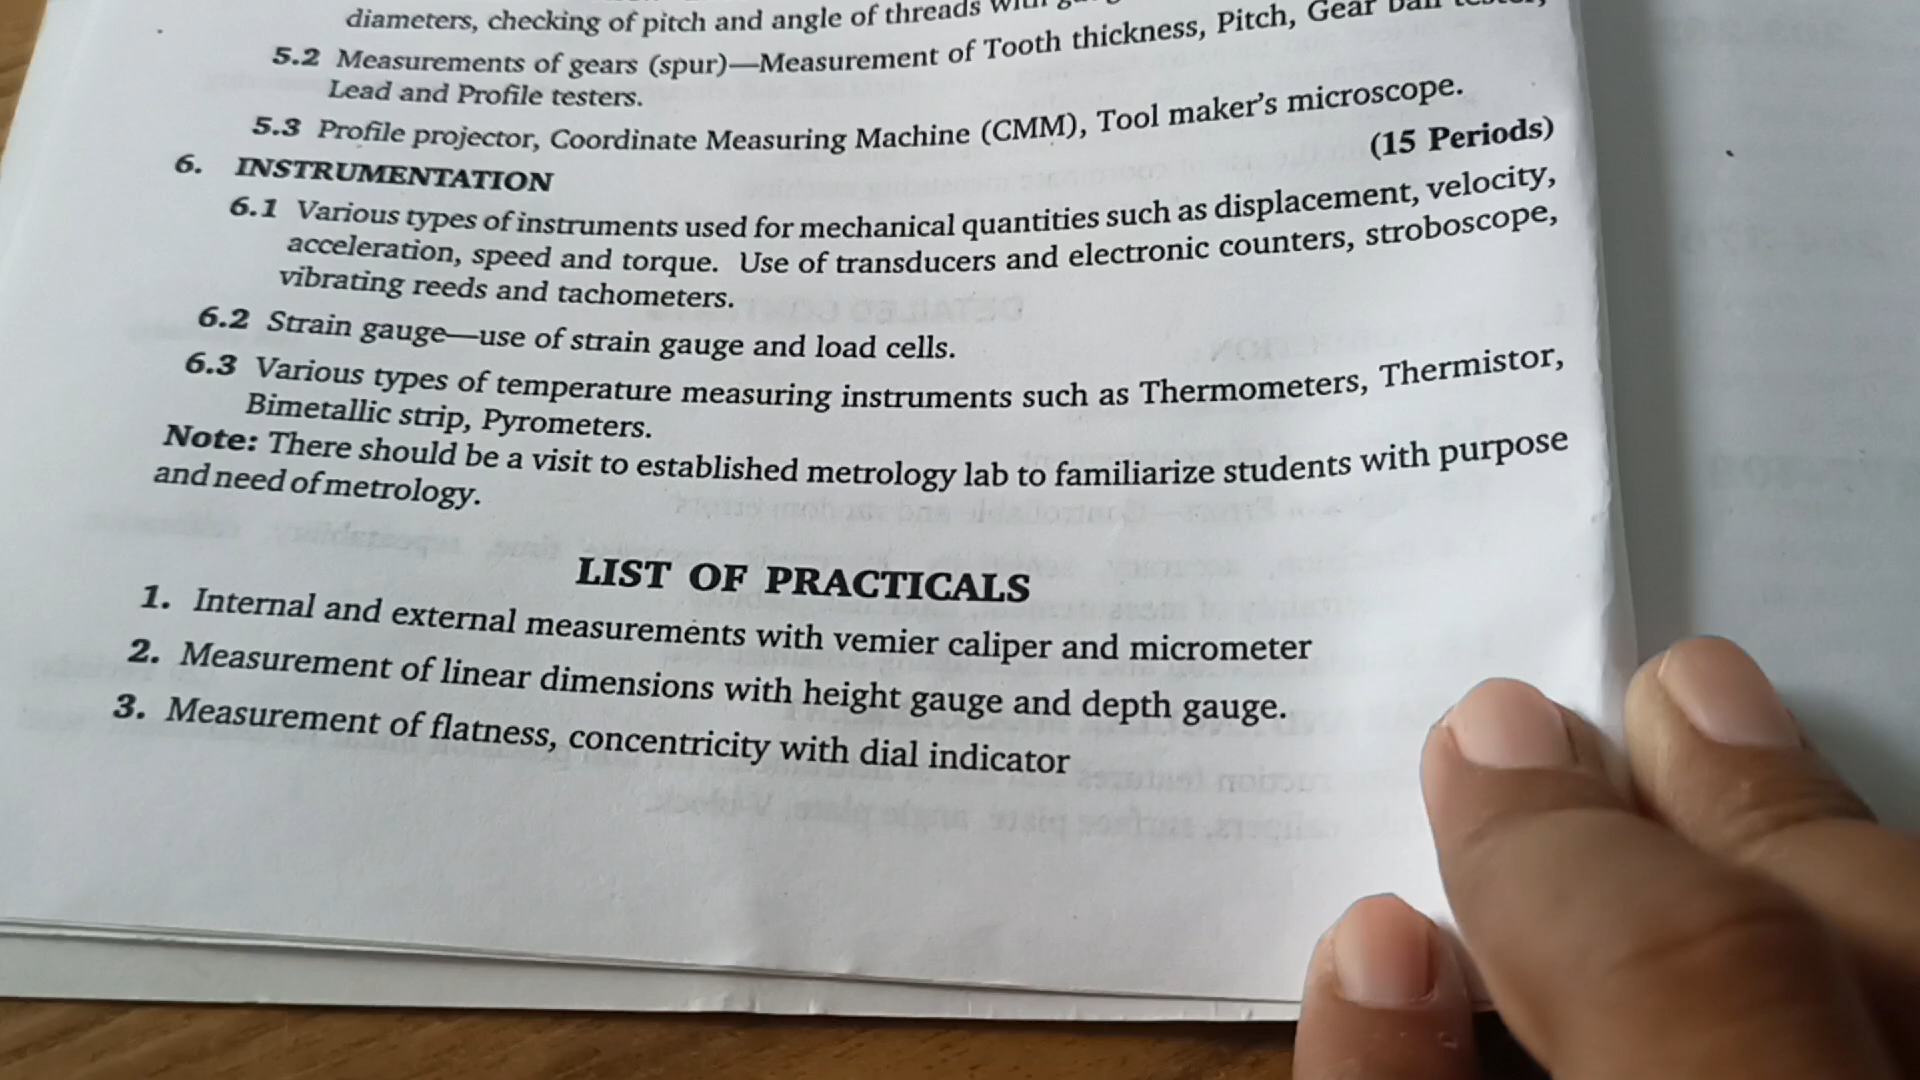 diameters, checking of pitch and angle of threads with
5.2 Measurements of gears (spur)—Measurement of Tooth thickness, Pitch, Gear
Lead and Profile testers.
5.3 Profile projector, Coordinate Measuring Machine (CMM), Tool maker's microscope.
(15 Periods)
6. INSTRUMENTATION
6.1 Various types of instruments used for mechanical quantities such as displacement, velocity,
acceleration, speed and torque. Use of transducers and electronic counters, stroboscope,
vibrating reeds and tachometers.
6.2 Strain gauge—use of strain gauge and load cells.
6.3 Various types of temperature measuring instruments such as Thermometers, Thermistor,
Bimetallic strip, Pyrometers.
Note: There should be a visit to established metrology lab to familiarize students with purpose
and need of metrology.
LIST OF PRACTICALS
1. Internal and external measurements with vemier caliper and micrometer
2. Measurement of linear dimensions with height gauge and depth gauge.
3. Measurement of flatness, concentricity with dial indicator